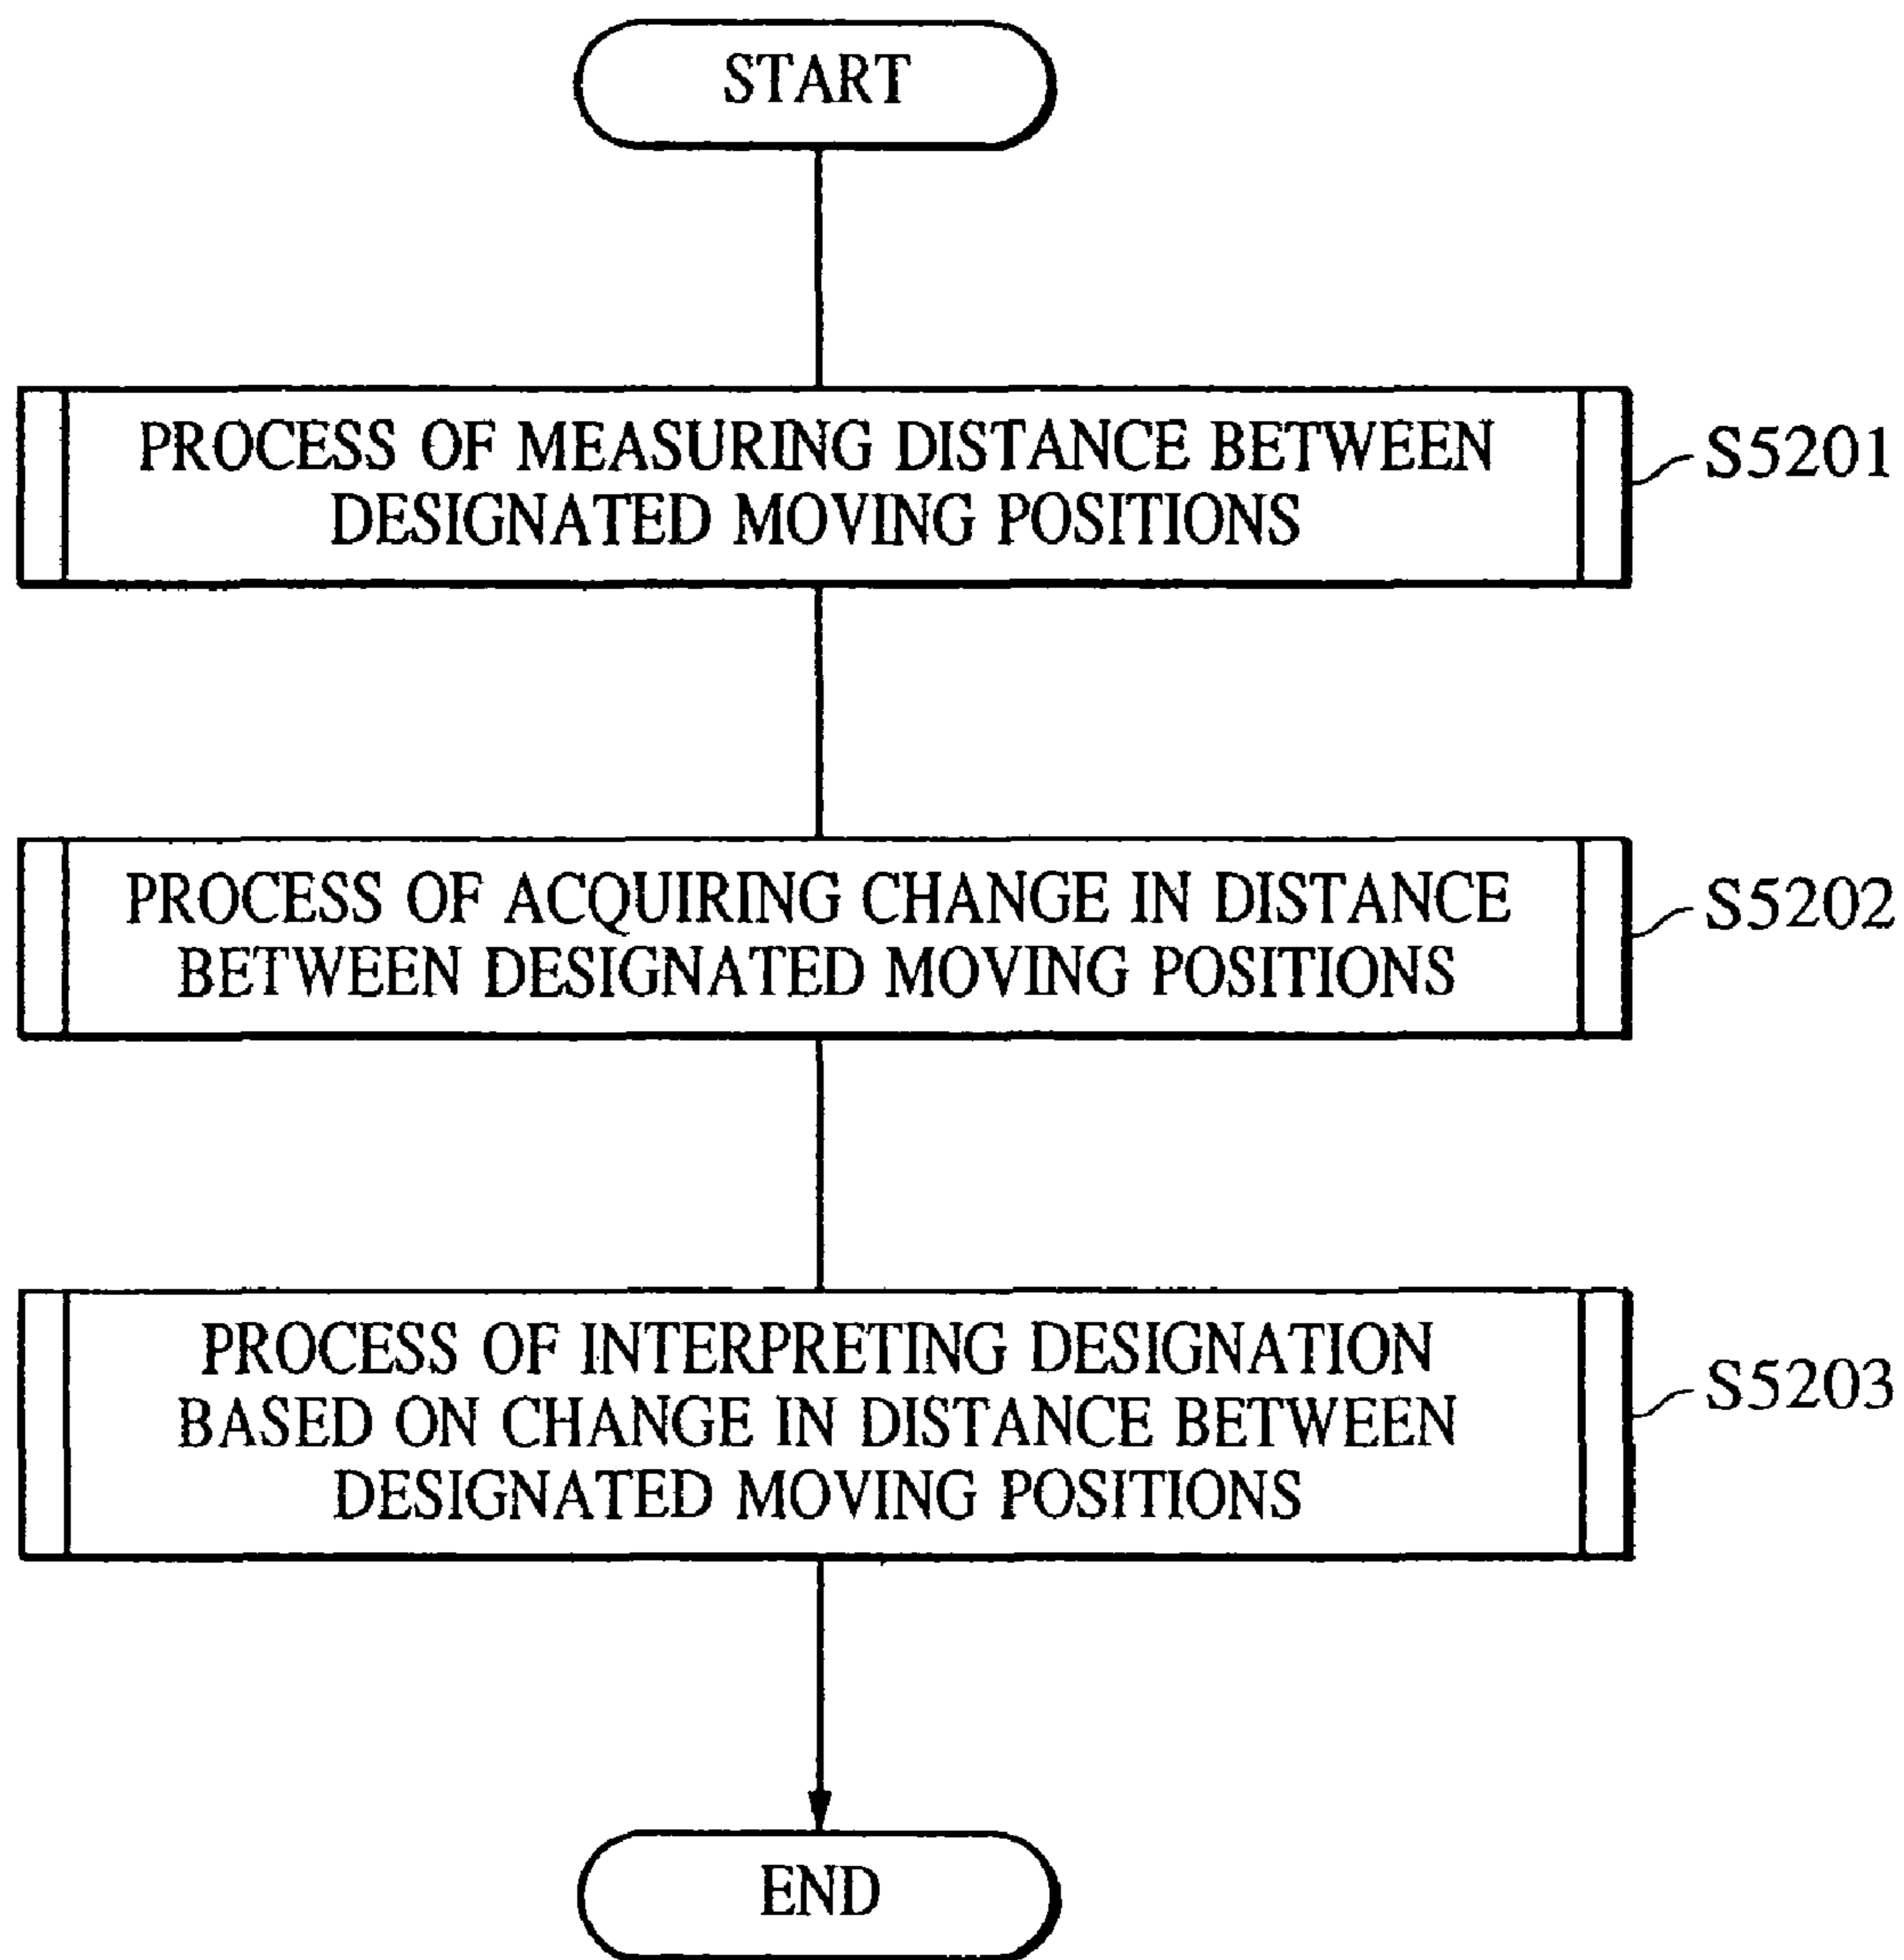 START
PROCESS OF MEASURING DISTANCE BETWEEN
DESIGNATED MOVING POSITIONS
S5201
PROCESS OF ACQUIRING CHANGE IN DISTANCE
BETWEEN DESIGNATED MOVING POSITIONS
S5202
PROCESS OF INTERPRETING DESIGNATION
BASED ON CHANGE IN DISTANCE BETWEEN
DESIGNATED MOVING POSITIONS
S5203
END